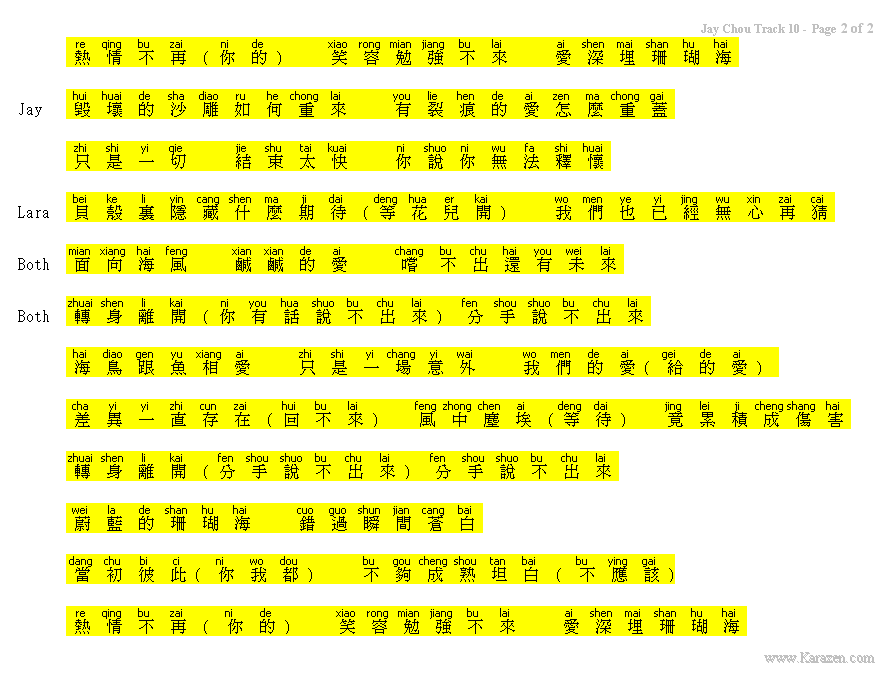 Jay Chou Track 10 - Page 2 of 2
re qing bu zai ni de xiao rong mian jiang bu lai ai shen mai shan hu hai
熱情不再(你的) 笑容勉強不來 愛深埋珊瑚海
hui huai de sha diao ru he chong lai you lie hen de ai zen ma chong gai
Jay 毀壞的沙雕如何重來 有裂痕的愛怎麼重蓋
zhi shi yi qie jie shu tai kuai ni shuo ni wu fa shi huai
只是一切 結束太快 你說你無法釋懷
bei ke li yin cang shen ma ji dai deng hua er kai wo men ye yi jing wu xin zai cai
Lara 貝殼裏隱藏什麼期待(等花兒開) 我們也已經無心再猜
mian xiang hai feng xian xian de ai chang bu chu hai you wei lai
Both 面向海風 鹹鹹的愛 嚐不出還有未來
zhuai shen li kai ni you hua shuo bu chu lai fen shou shuo bu chu lai
Both 轉身離開(你有話說不出來) 分手說不出來
hai diao gen yu xiang ai zhi shi yi chang yi wai wo men de ai gei de ai
海鳥跟魚相愛 只是一場意外 我們的愛(給的愛)
cha yi yi zhi cun zai hui bu lai feng zhong chen ai deng dai jing lei ji cheng shang hai
差異一直存在(回不來) 風中塵埃(等待) 竟累積成傷害
zhuai shen li kai fen shou shuo bu chu lai fen shou shuo bu chu lai
轉身離開(分手說不出來) 分手說不出來
wei la de shan hu hai cuo guo shun jian cang bai
蔚藍的珊瑚海 錯過瞬間蒼白
dang chu bi ci ni wo dou bu gou cheng shou tan bai bu ying gai
當初彼此(你我都) 不夠成熟坦白(不應該)
re qing bu zai ni de xiao rong mian jiang bu lai ai shen mai shan hu hai
熱情不再(你的) 笑容勉強不來 愛深埋珊瑚海
www.Karazen.com